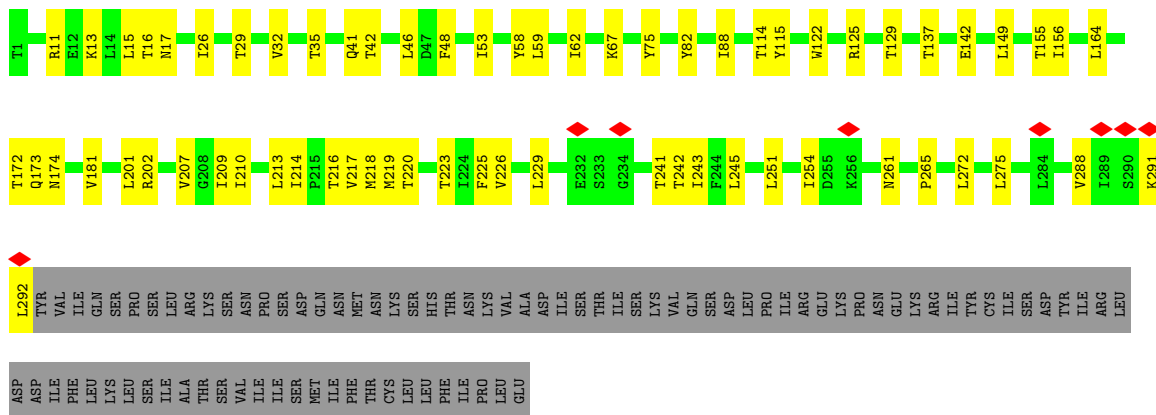 T1 R11 E12 K13 L14 L15 T16 N17 I26 T29 V32 T35 Q41 T42 L46 D47 F48 I53 Y58 L59 I62 K67 Y75 Y82 I88 T114 Y115 W122 R125 T129 T137 E142 L149 T155 I156 L164
T172 Q173 N174 V181 L201 R202 V207 G208 I209 I210 L213 I214 P215 T216 V217 M218 M219 T220 T223 I224 F225 V226 L229 E232 S233 G234 T241 T242 I243 F244 L245 L251 I254 D255 K256 N261 P265 L272 L275 L284 V288 I289 S290 K291
L292 TYR VAL ILE GLN SER PRO SER LEU ARG LYS SER ASN PRO SER ASP GLN ASN MET ASN LYS SER HIS THR ASN LYS VAL ALA ASP ILE SER THR ILE SER LYS VAL GLN SER ASP LEU PRO ILE ARG GLU LYS PRO ASN GLU LYS ARG ILE TYR CYS ILE SER ASP TYR ILE ARG LEU
ASP ASP ILE PHE LEU LYS LEU SER ILE ALA THR SER VAL ILE ILE SER MET ILE PHE THR CYS LEU LEU PHE ILE PRO LEU GLU